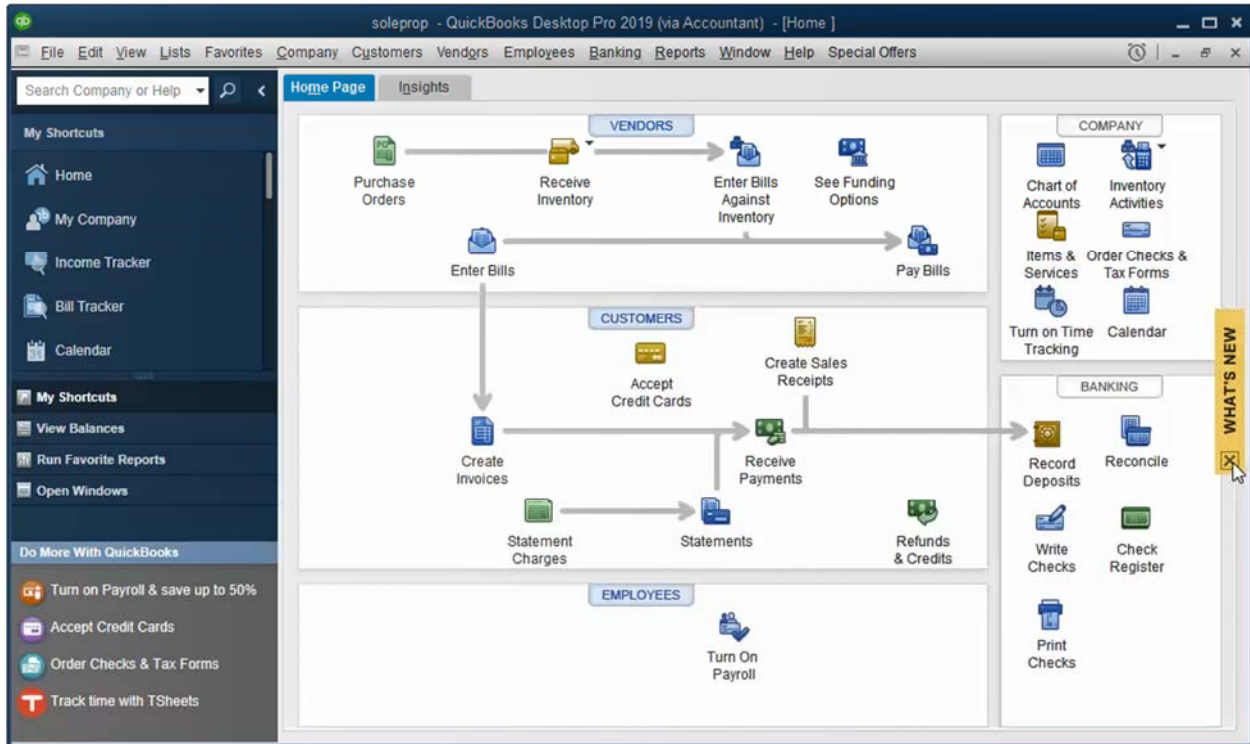 qb
soleprop - QuickBooks Desktop Pro 2019 (via Accountant) - [Home ]
File Edit View Lists Favorites Company Customers Vendors Employees Banking Reports Window Help Special Offers
Search Company or Help
My Shortcuts
Home
My Company
Income Tracker
Bill Tracker
Calendar
My Shortcuts
View Balances
Run Favorite Reports
Open Windows
Do More With QuickBooks
Turn on Payroll & save up to 50%
Accept Credit Cards
Order Checks & Tax Forms
Track time with TSheets
Home Page
Insights
VENDORS
Purchase
Orders
Receive
Inventory
Enter Bills
Against
Inventory
See Funding
Options
Enter Bills
Pay Bills
CUSTOMERS
Accept
Credit Cards
Create Sales
Receipts
Create
Invoices
Receive
Payments
Statement
Charges
Statements
Refunds
& Credits
EMPLOYEES
Turn On
Payroll
COMPANY
Chart of
Accounts
Inventory
Activities
Items &
Services
Order Checks &
Tax Forms
Turn on Time
Tracking
Calendar
BANKING
Record
Deposits
Reconcile
Write
Checks
Check
Register
Print
Checks
WHAT'S NEW